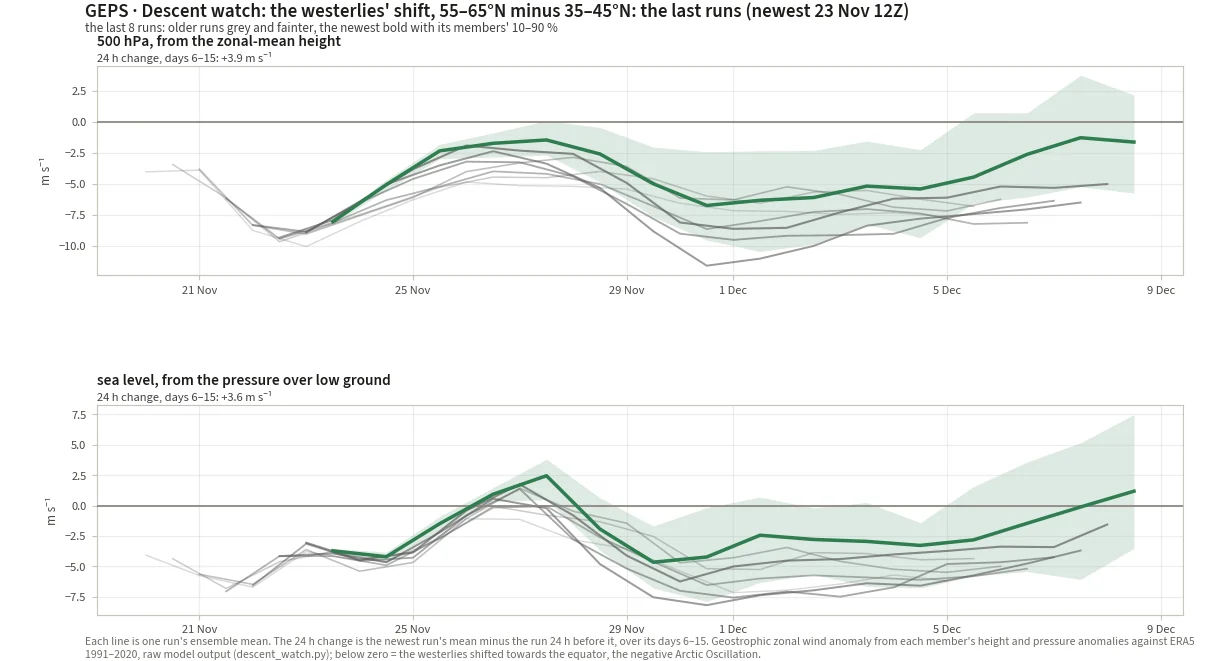 GEPS · Descent watch: the westerlies' shift, 55–65°N minus 35–45°N: the last runs (newest 23 Nov 12Z)
the last 8 runs: older runs grey and fainter, the newest bold with its members' 10–90 %
500 hPa, from the zonal-mean height
24 h change, days 6–15: +3.9 m s⁻¹
2.5
0.0
−2.5
−5.0
−7.5
−10.0
m s⁻¹
21 Nov
25 Nov
29 Nov
1 Dec
5 Dec
9 Dec
sea level, from the pressure over low ground
24 h change, days 6–15: +3.6 m s⁻¹
7.5
5.0
2.5
0.0
−2.5
−5.0
−7.5
m s⁻¹
21 Nov
25 Nov
29 Nov
1 Dec
5 Dec
9 Dec
Each line is one run's ensemble mean. The 24 h change is the newest run's mean minus the run 24 h before it, over its days 6–15. Geostrophic zonal wind anomaly from each member's height and pressure anomalies against ERA5
1991–2020, raw model output (descent_watch.py); below zero = the westerlies shifted towards the equator, the negative Arctic Oscillation.